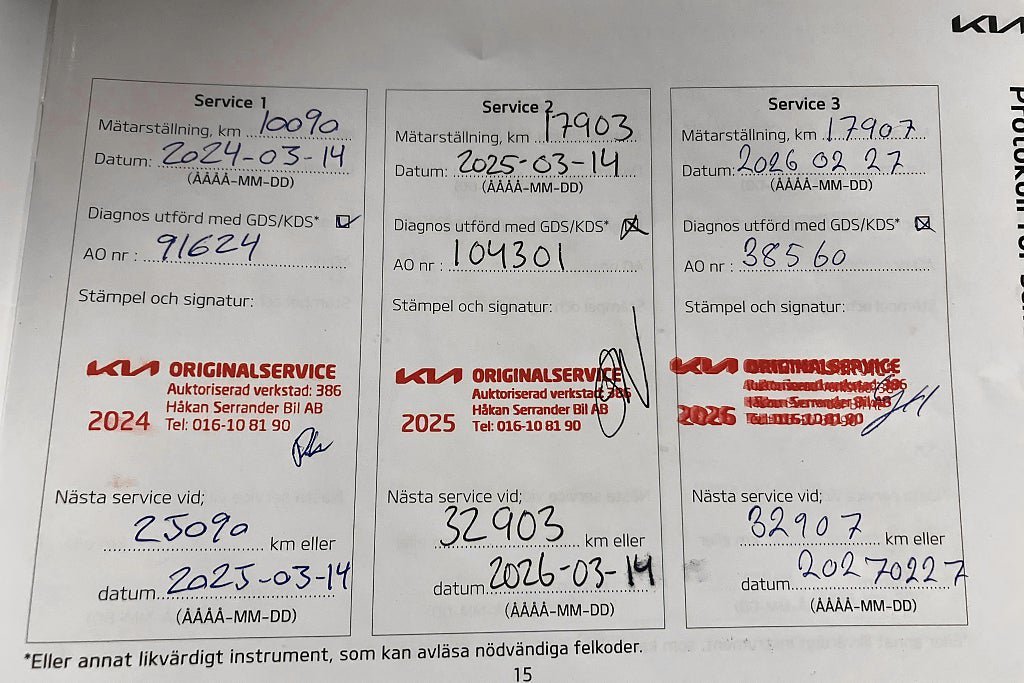 KIA
Protokoll för
Service 1
Mätarställning, km 10090
Datum: 2024-03-14
(ÅÅÅÅ-MM-DD)
Diagnos utförd med GDS/KDS*
AO nr : 91624
Stämpel och signatur:
KIA ORIGINALSERVICE
Auktoriserad verkstad: 386
Håkan Serrander Bil AB
2024 Tel: 016-10 81 90
Nästa service vid;
25090 km eller
datum 2025-03-14
(ÅÅÅÅ-MM-DD)
Service 2
Mätarställning, km 17903
Datum: 2025-03-14
(ÅÅÅÅ-MM-DD)
Diagnos utförd med GDS/KDS*
AO nr : 104301
Stämpel och signatur:
KIA ORIGINALSERVICE
Auktoriserad verkstad: 386
Håkan Serrander Bil AB
2025 Tel: 016-10 81 90
Nästa service vid;
32903 km eller
datum 2026-03-14
(ÅÅÅÅ-MM-DD)
Service 3
Mätarställning, km 17907
Datum: 2026 02 27
(ÅÅÅÅ-MM-DD)
Diagnos utförd med GDS/KDS*
AO nr : 38560
Stämpel och signatur:
KIA ORIGINALSERVICE
Auktoriserad verkstad: 386
Håkan Serrander Bil AB
2026 Tel: 016-10 81 90
Nästa service vid;
32907 km eller
datum 20270227
(ÅÅÅÅ-MM-DD)
*Eller annat likvärdigt instrument, som kan avläsa nödvändiga felkoder.
15